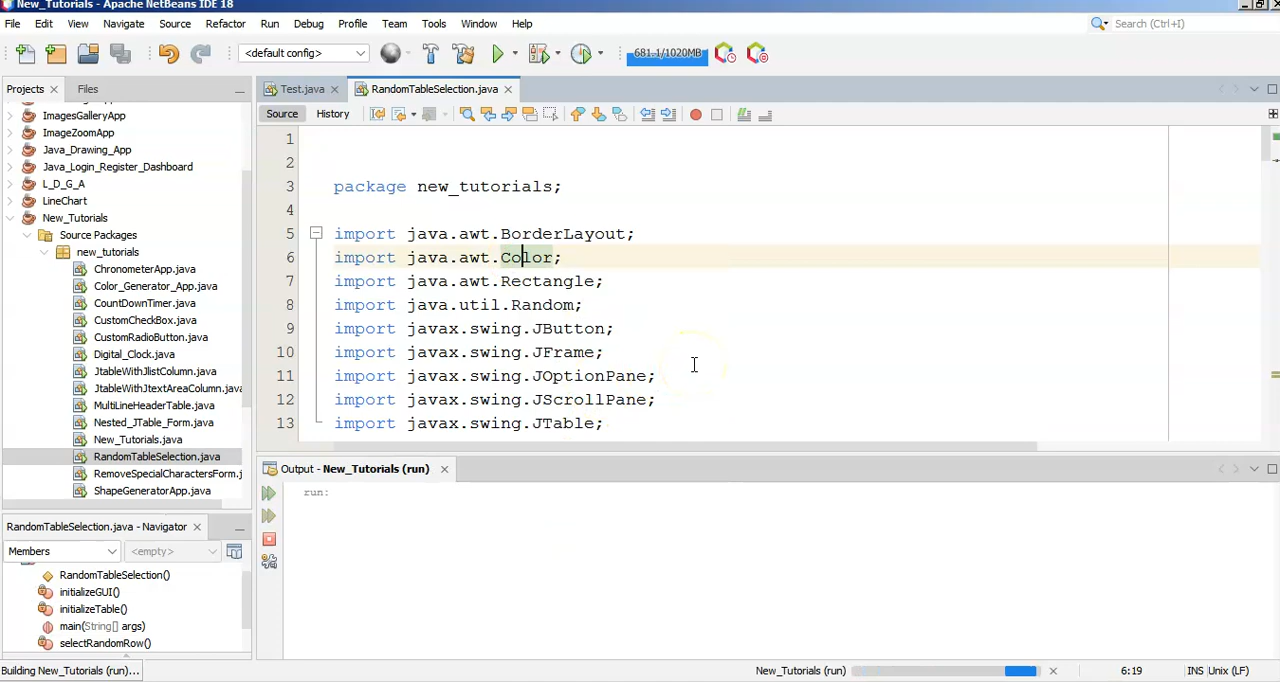 New_Tutorials - Apache NetBeans IDE 18
File Edit View Navigate Source Refactor Run Debug Profile Team Tools Window Help
Search (Ctrl+I)
<default config>
681.1/1020MB
Projects
Files
Test.java
RandomTableSelection.java
Source
History
ImageZoomApp
ImagesGalleryApp
Java_Drawing_App
Java_Login_Register_Dashboard
L_D_G_A
LineChart
New_Tutorials
Source Packages
new_tutorials
ChronometerApp.java
Color_Generator_App.java
CountDownTimer.java
CustomCheckBox.java
CustomRadioButton.java
Digital_Clock.java
JtableWithJlistColumn.java
JtableWithJtextAreaColumn.java
MultiLineHeaderTable.java
Nested_JTable_Form.java
New_Tutorials.java
RandomTableSelection.java
RemoveSpecialCharactersForm.j
ShapeGeneratorApp.java
1
2
3 package new_tutorials;
4
5 import java.awt.BorderLayout;
6 import java.awt.Color;
7 import java.awt.Rectangle;
8 import java.util.Random;
9 import javax.swing.JButton;
10 import javax.swing.JFrame;
11 import javax.swing.JOptionPane;
12 import javax.swing.JScrollPane;
13 import javax.swing.JTable;
RandomTableSelection.java - Navigator
Members
<empty>
RandomTableSelection()
initializeGUI()
initializeTable()
main(String[] args)
selectRandomRow()
Output - New_Tutorials (run)
run:
Building New_Tutorials (run)...
New_Tutorials (run)
6:19
INS Unix (LF)